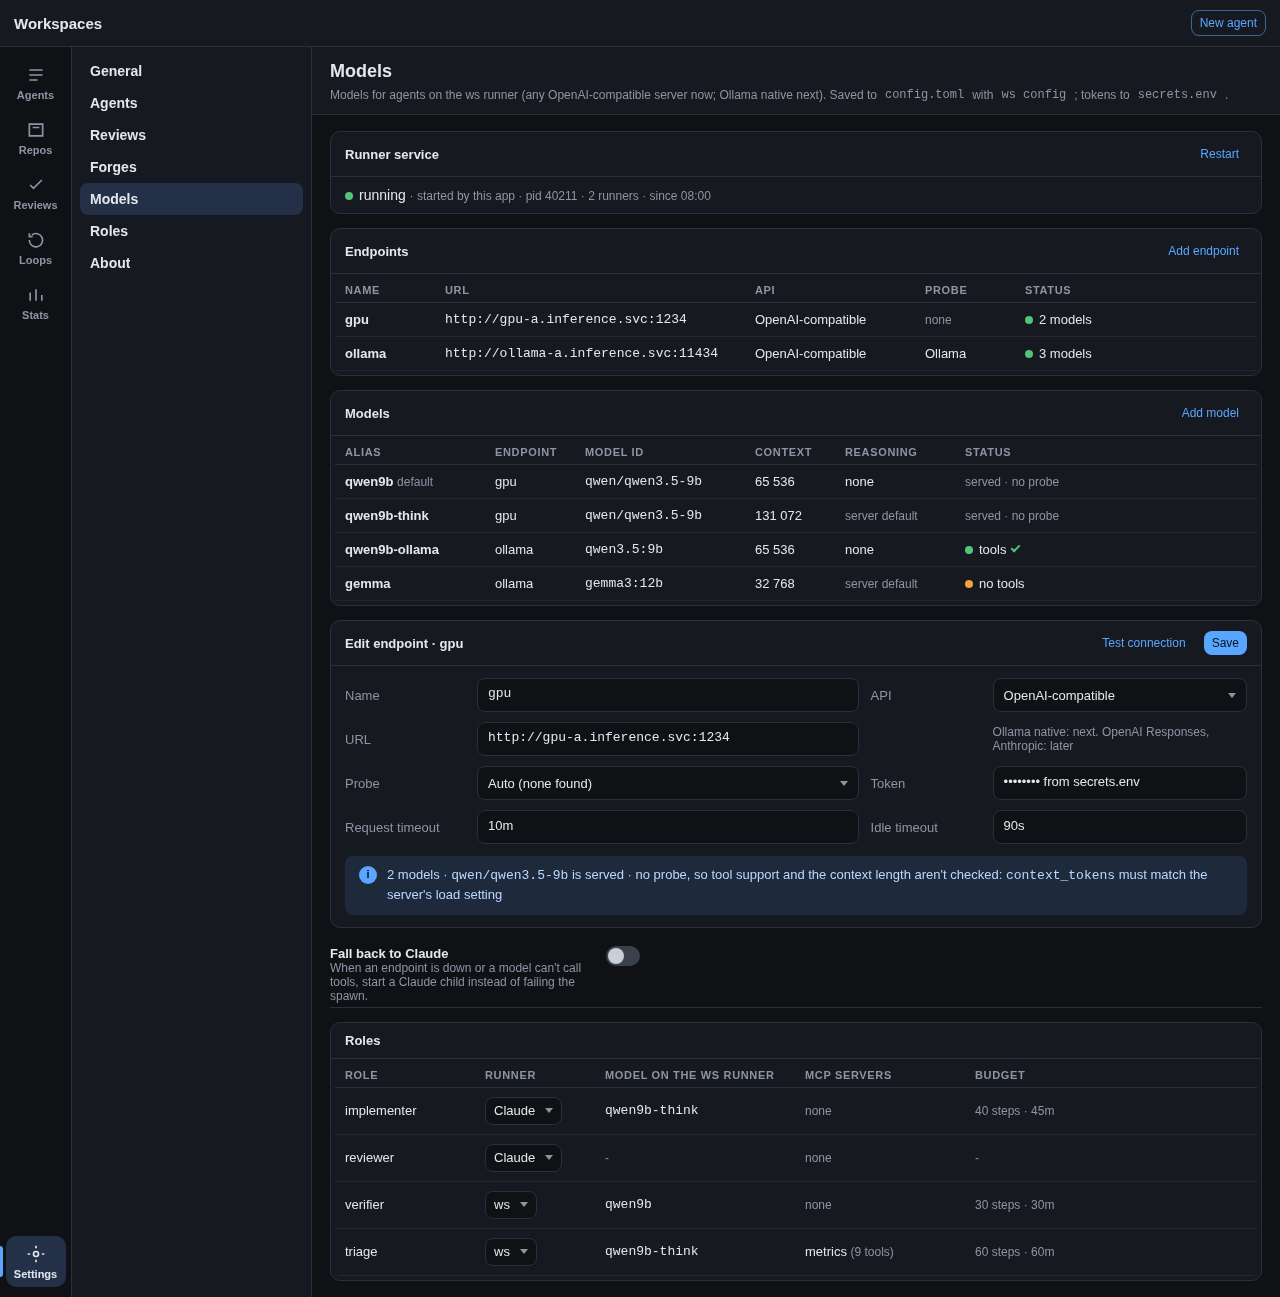 Workspaces
New agent
Agents
Repos
Reviews
Loops
Stats
Settings
General
Agents
Reviews
Forges
Models
Roles
About
Models
Models for agents on the ws runner (any OpenAI-compatible server now; Ollama native next). Saved to config.toml with ws config ; tokens to secrets.env .
Runner service
Restart
running · started by this app · pid 40211 · 2 runners · since 08:00
Endpoints
Add endpoint
NAME URL API PROBE STATUS
gpu http://gpu-a.inference.svc:1234 OpenAI-compatible none 2 models
ollama http://ollama-a.inference.svc:11434 OpenAI-compatible Ollama 3 models
Models
Add model
ALIAS ENDPOINT MODEL ID CONTEXT REASONING STATUS
qwen9b default gpu qwen/qwen3.5-9b 65 536 none served · no probe
qwen9b-think gpu qwen/qwen3.5-9b 131 072 server default served · no probe
qwen9b-ollama ollama qwen3.5:9b 65 536 none tools ✓
gemma ollama gemma3:12b 32 768 server default no tools
Edit endpoint · gpu
Test connection
Save
Name gpu API OpenAI-compatible
URL http://gpu-a.inference.svc:1234
Ollama native: next. OpenAI Responses,
Anthropic: later
Probe Auto (none found) Token •••••••• from secrets.env
Request timeout 10m Idle timeout 90s
i
2 models · qwen/qwen3.5-9b is served · no probe, so tool support and the context length aren't checked: context_tokens must match the
server's load setting
Fall back to Claude
When an endpoint is down or a model can't call
tools, start a Claude child instead of failing the
spawn.
Roles
ROLE RUNNER MODEL ON THE WS RUNNER MCP SERVERS BUDGET
implementer Claude qwen9b-think none 40 steps · 45m
reviewer Claude - none -
verifier ws qwen9b none 30 steps · 30m
triage ws qwen9b-think metrics (9 tools) 60 steps · 60m